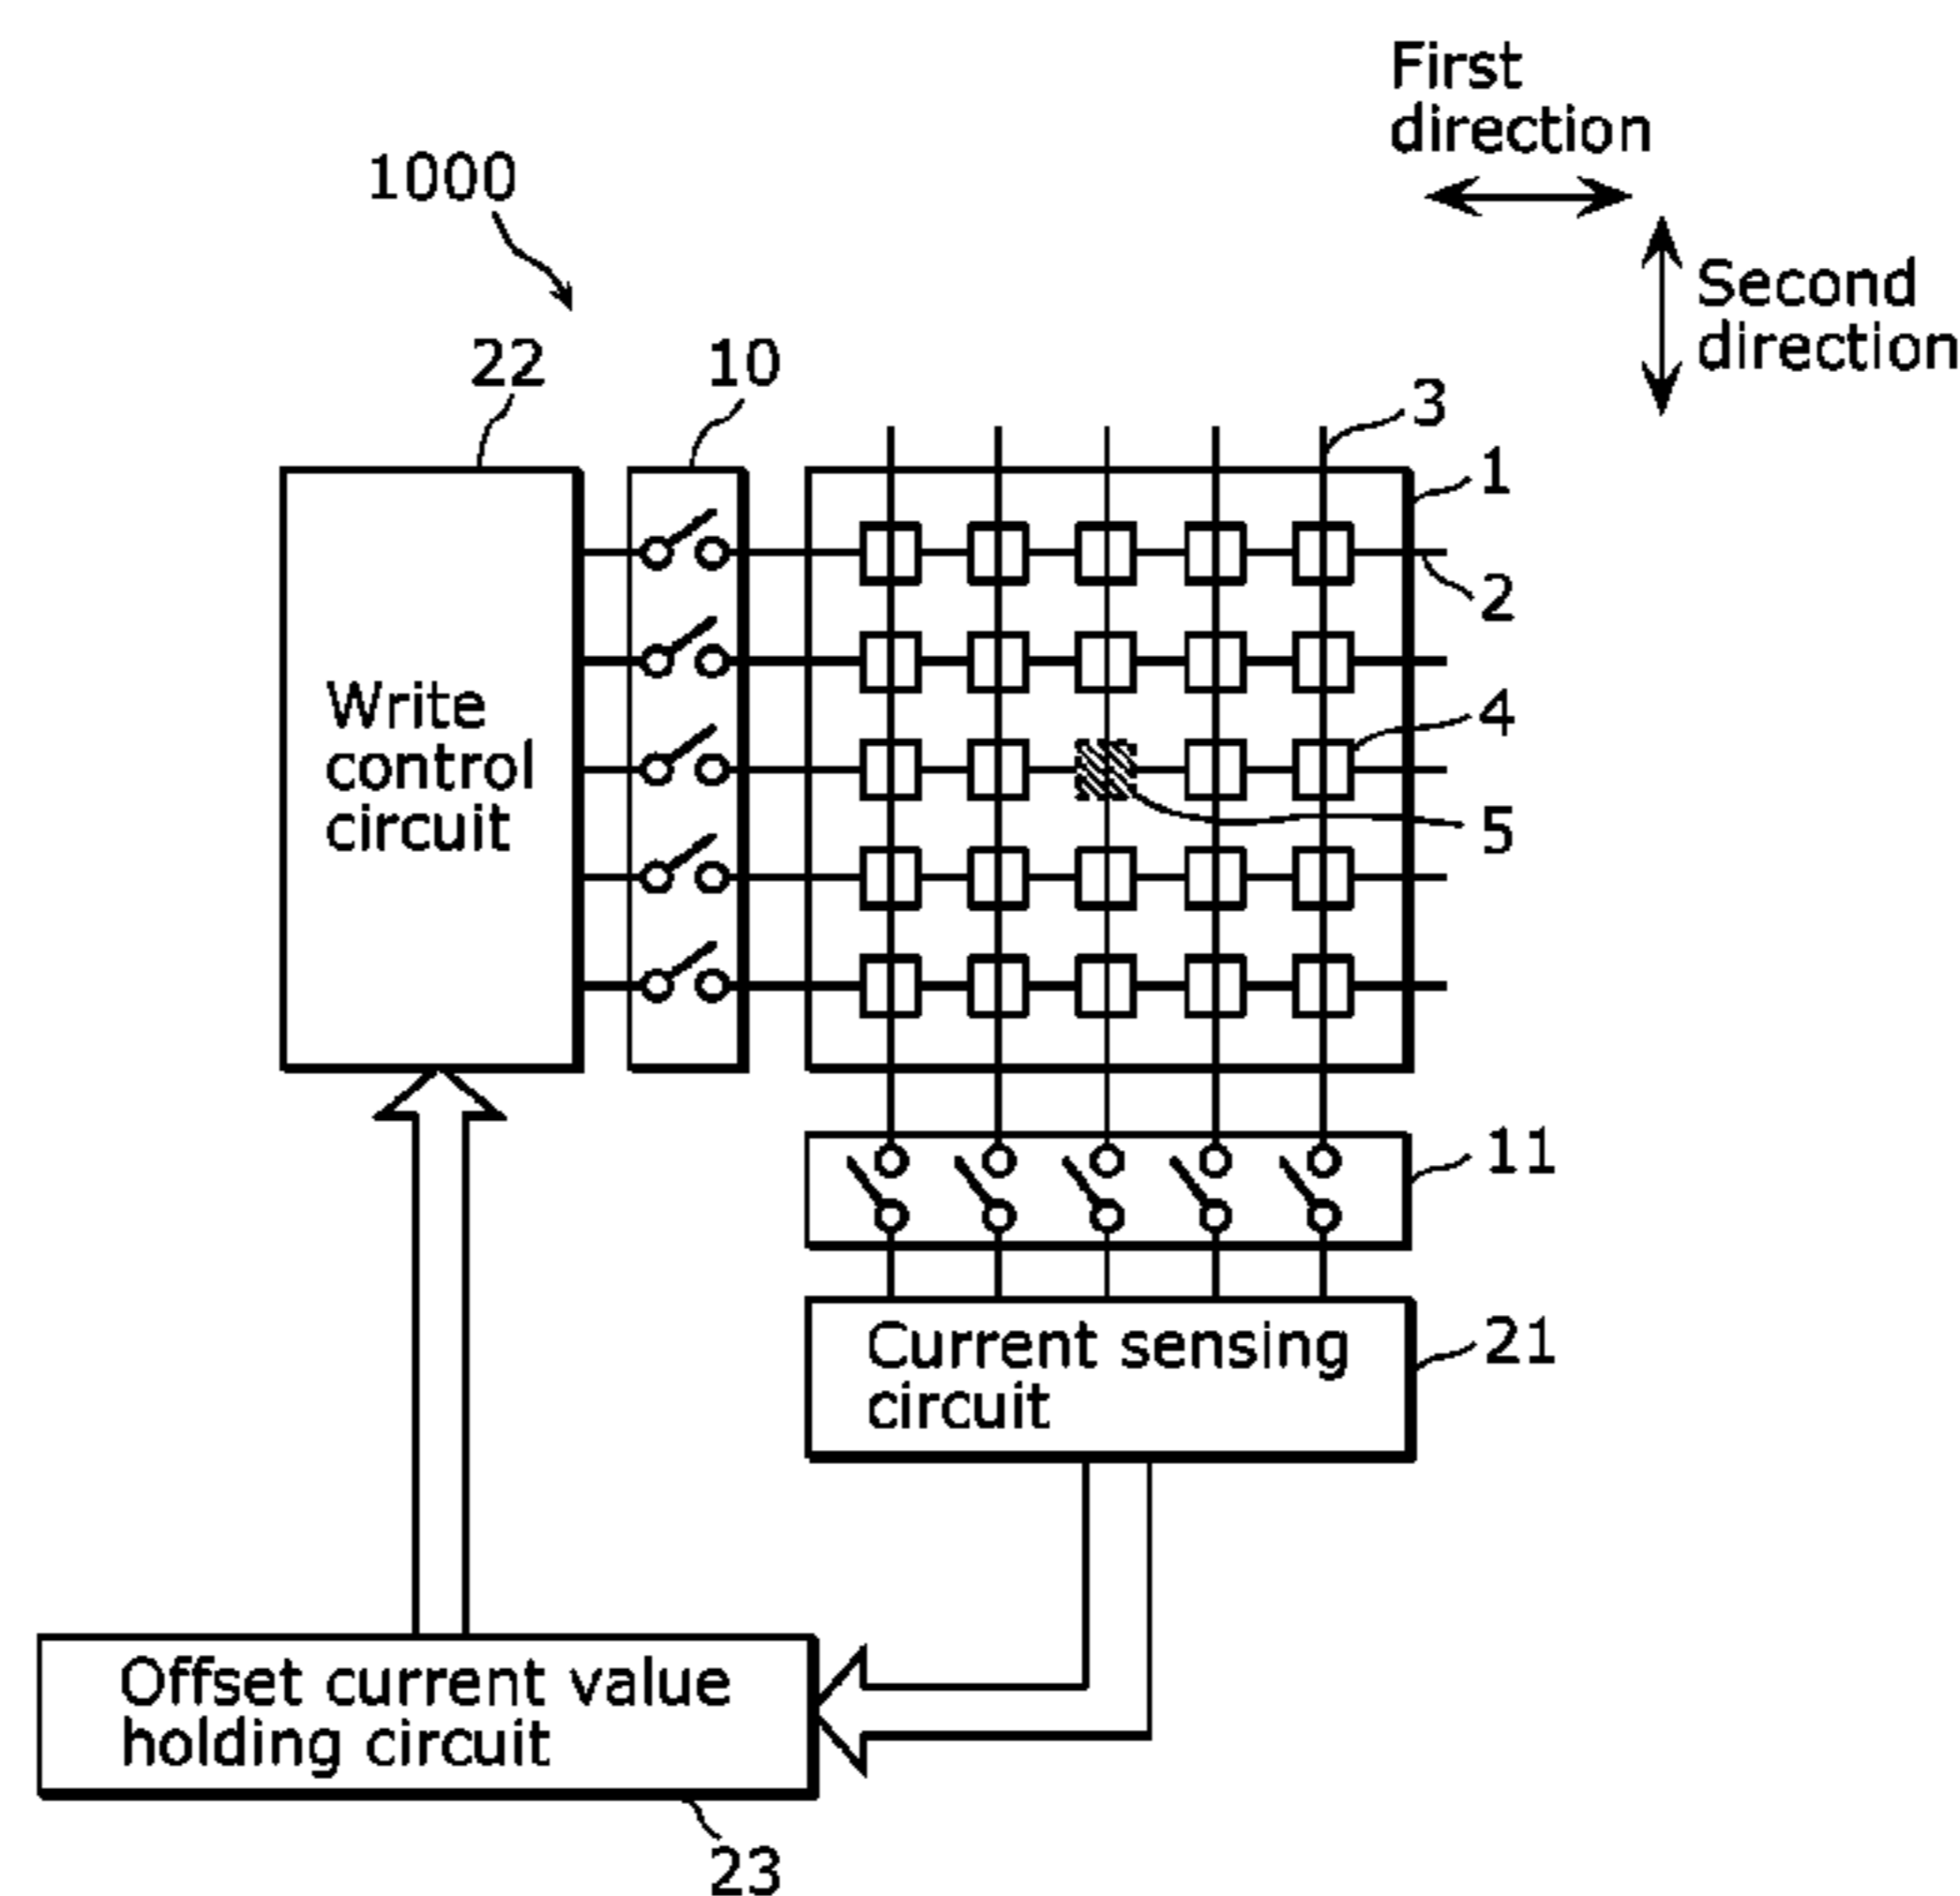 First
direction
1000
Second
direction
22
10
3
1
2
Write
control
circuit
4
5
11
Current sensing
circuit
21
Offset current value
holding circuit
23